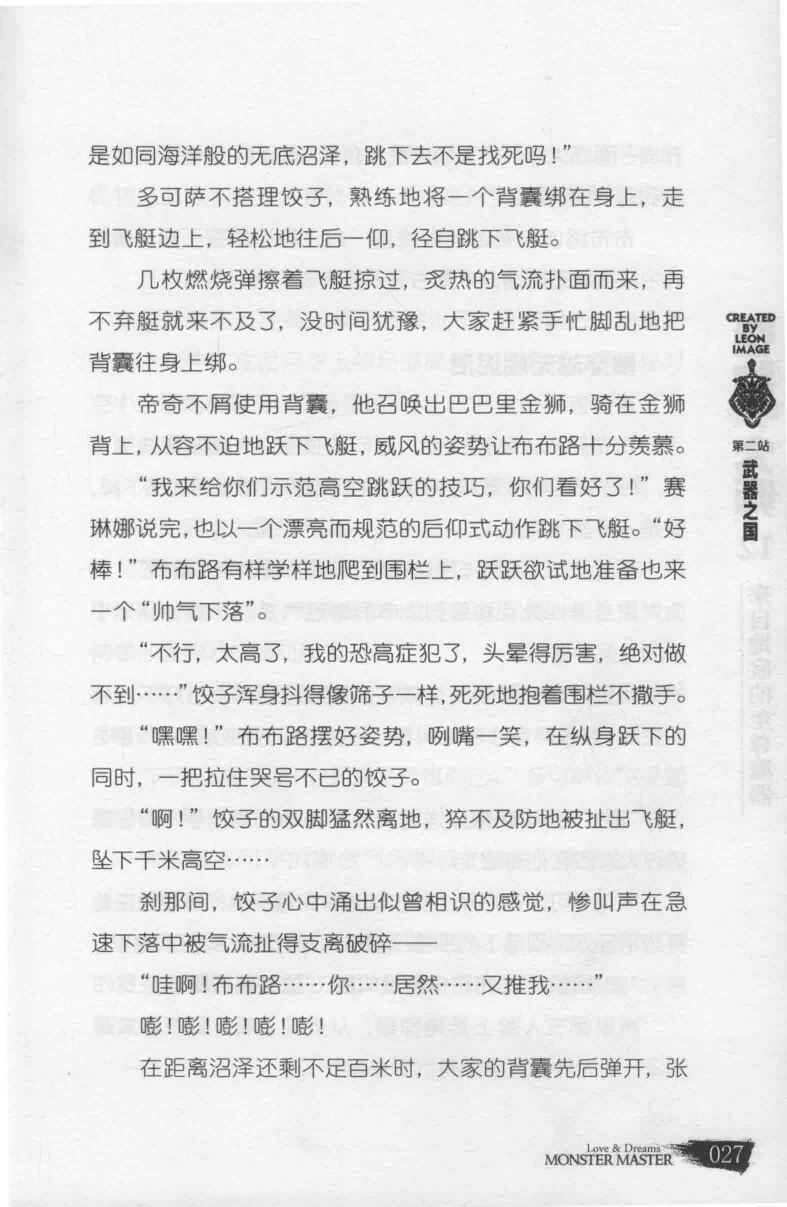 是如同海洋般的无底沼泽，跳下去不是找死吗！”
多可萨不搭理饺子，熟练地将一个背囊绑在身上，走
到飞艇边上，轻松地往后一仰，径自跳下飞艇。
几枚燃烧弹擦着飞艇掠过，炙热的气流扑面而来，再
不弃艇就来不及了，没时间犹豫，大家赶紧手忙脚乱地把
背囊往身上绑。
帝奇不屑使用背囊，他召唤出巴巴里金狮，骑在金狮
背上，从容不迫地跃下飞艇，威风的姿势让布布路十分羡慕。
“我来给你们示范高空跳跃的技巧，你们看好了！”赛
琳娜说完，也以一个漂亮而规范的后仰式动作跳下飞艇。“好
棒！”布布路有样学样地爬到围栏上，跃跃欲试地准备也来
一个“帅气下落”。
“不行，太高了，我的恐高症犯了，头晕得厉害，绝对做
不到……”饺子浑身抖得像筛子一样，死死地抱着围栏不撒手。
“嘿嘿！”布布路摆好姿势，咧嘴一笑，在纵身跃下的
同时，一把拉住哭号不已的饺子。
“啊！”饺子的双脚猛然离地，猝不及防地被扯出飞艇，
坠下千米高空……
刹那间，饺子心中涌出似曾相识的感觉，惨叫声在急
速下落中被气流扯得支离破碎——
“哇啊！布布路……你……居然……又推我……”
嘭！嘭！嘭！嘭！嘭！
在距离沼泽还剩不足百米时，大家的背囊先后弹开，张
CREATED
BY
LEON
IMAGE
第二站
武器之国
Love & Dreams
MONSTER MASTER
027